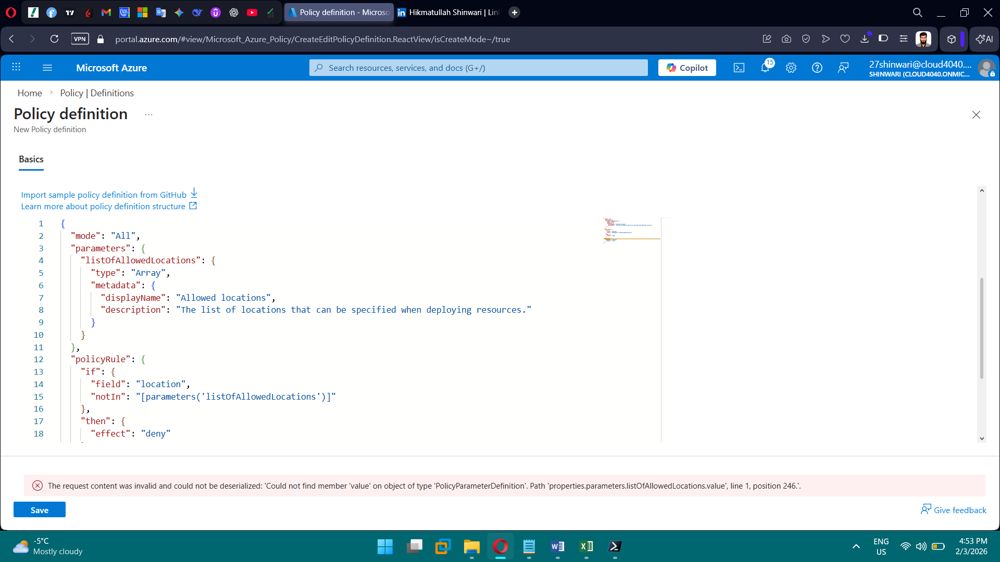 Policy definition - Microso
Hikmatullah Shinwari | Lin
VPN
portal.azure.com/#view/Microsoft_Azure_Policy/CreateEditPolicyDefinition.ReactView/isCreateMode~/true
AI
Microsoft Azure
Search resources, services, and docs (G+/)
Copilot
15
27shinwari@cloud4040....
SHINWARI (CLOUD4040.ONMIC...
Home > Policy | Definitions
Policy definition ...
New Policy definition
Basics
Import sample policy definition from GitHub
Learn more about policy definition structure
1 {
2 "mode": "All",
3 "parameters": {
4 "listOfAllowedLocations": {
5 "type": "Array",
6 "metadata": {
7 "displayName": "Allowed locations",
8 "description": "The list of locations that can be specified when deploying resources."
9 }
10 }
11 },
12 "policyRule": {
13 "if": {
14 "field": "location",
15 "notIn": "[parameters('listOfAllowedLocations')]"
16 },
17 "then": {
18 "effect": "deny"
The request content was invalid and could not be deserialized: 'Could not find member 'value' on object of type 'PolicyParameterDefinition'. Path 'properties.parameters.listOfAllowedLocations.value', line 1, position 246.'.
Save
Give feedback
-5°C
Mostly cloudy
ENG
US
4:53 PM
2/3/2026